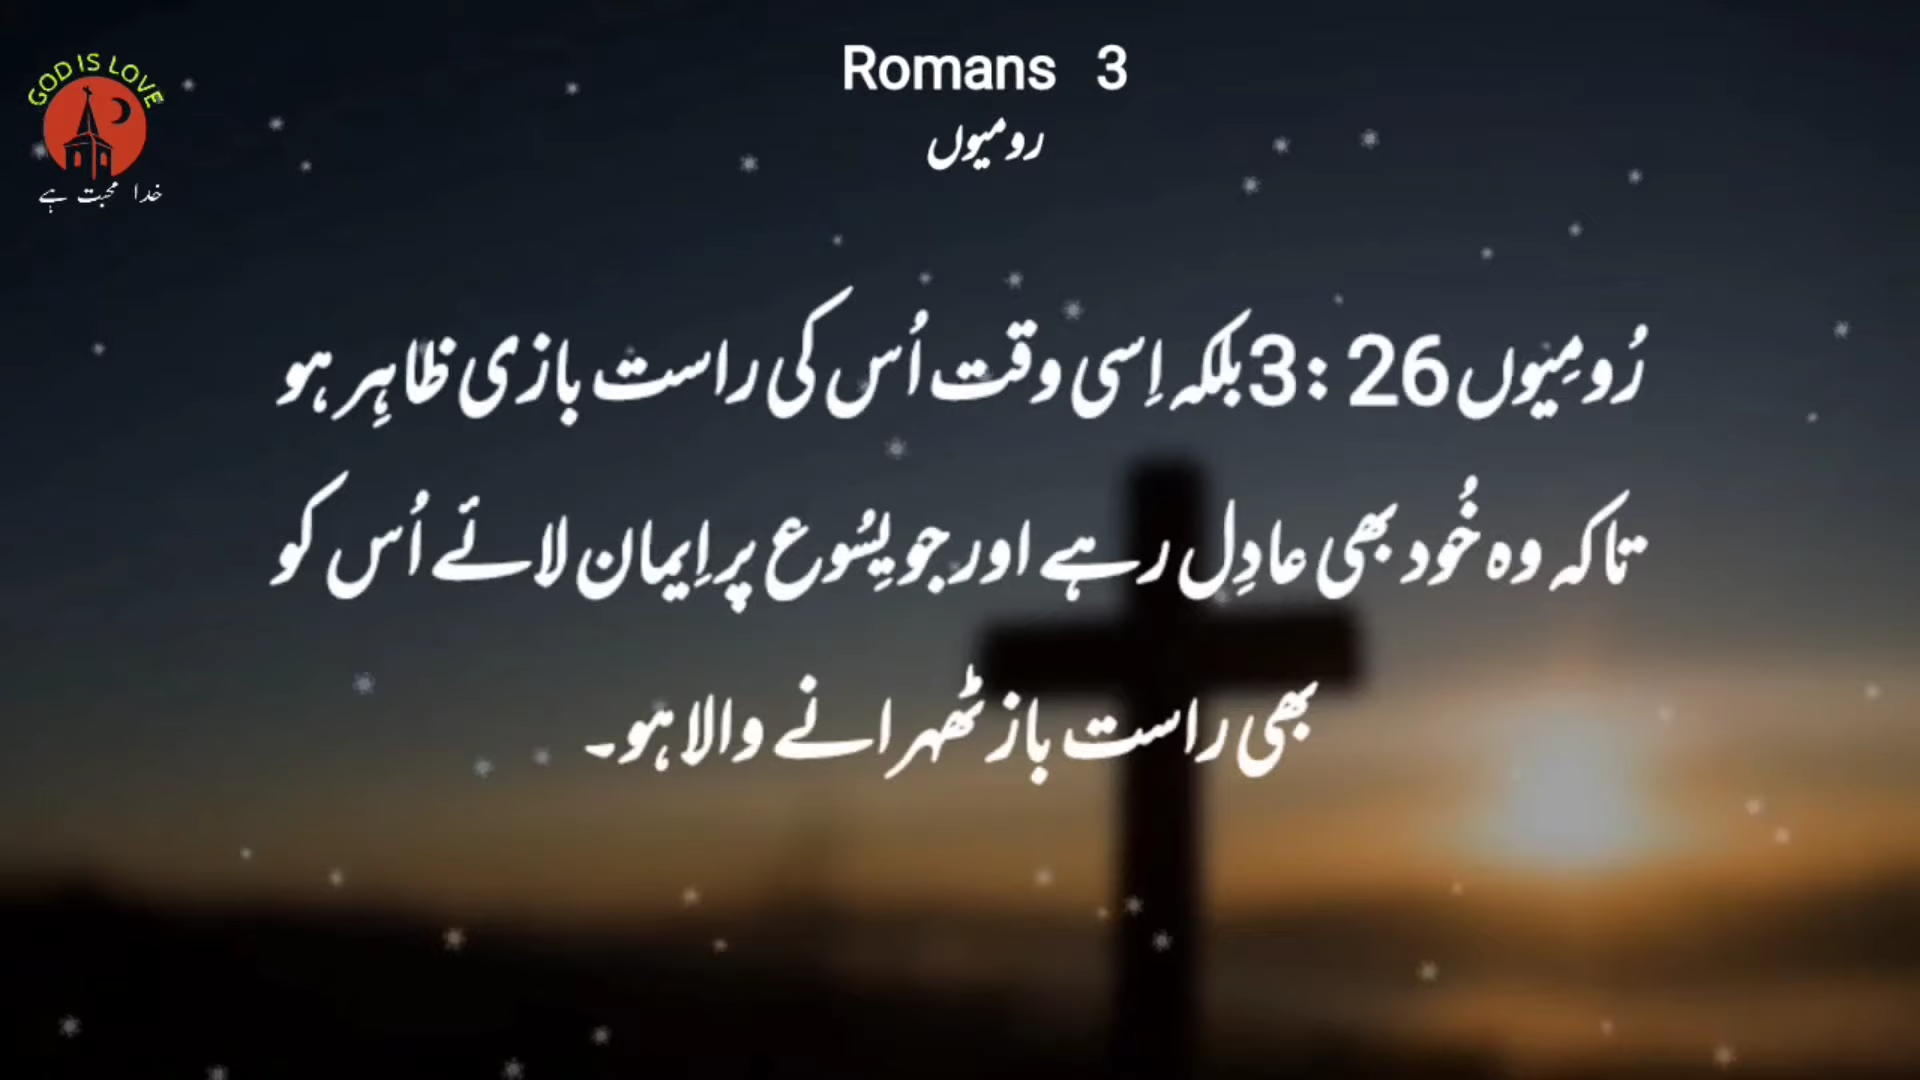 GOD IS LOVE
خدا محبت ہے
Romans 3
رومیوں
رُومِیوں 26 :3 بلکہ اِسی وقت اُس کی راست بازی ظاہِر ہو
تاکہ وہ خُود بھی عادِل رہے اور جو یِسُوع پر اِیمان لائے اُس کو
بھی راست باز ٹھہرانے والا ہو۔